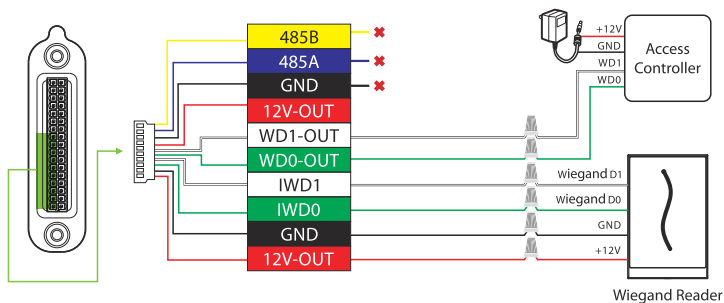 485B
485A
GND
12V-OUT
WD1-OUT
WD0-OUT
IWD1
IWD0
GND
12V-OUT
+12V
GND
WD1
WD0
Access
Controller
wiegand D1
wiegand D0
GND
+12V
Wiegand Reader